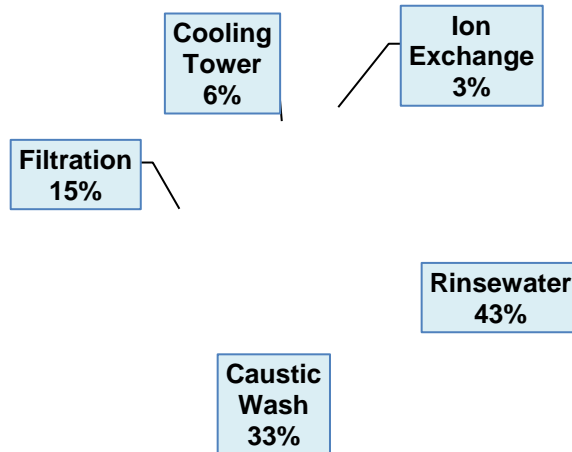 Cooling
Tower
6%
Ion
Exchange
3%
Filtration
15%
Rinsewater
43%
Caustic
Wash
33%